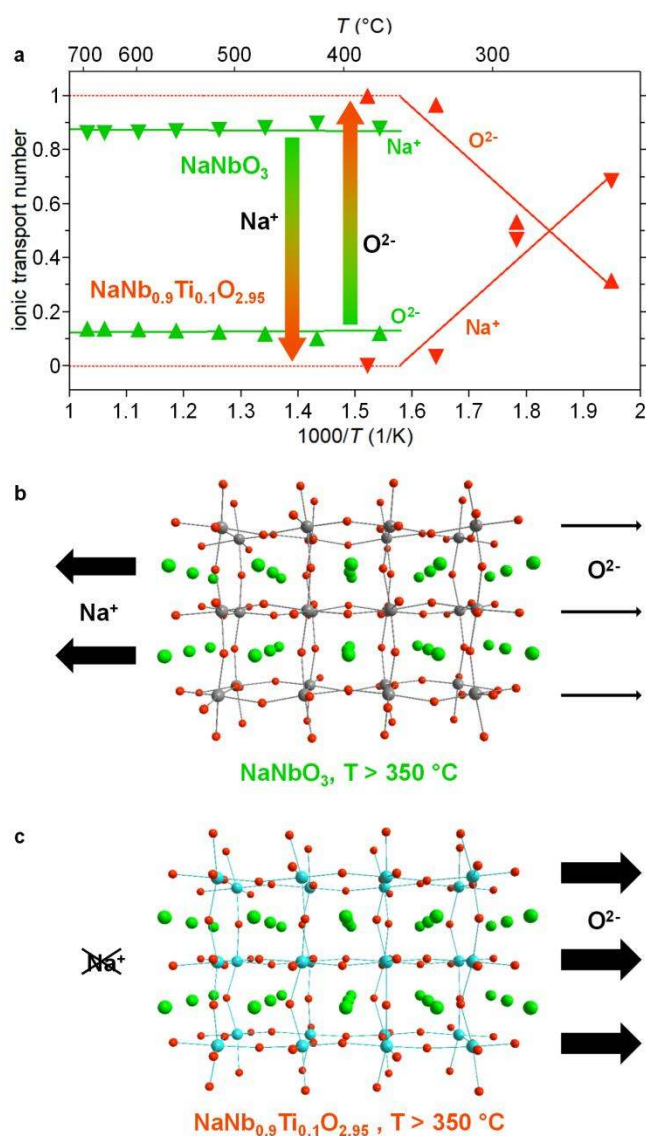 T (°C)
a
700 600 500 400 300
1
0.8
0.6
0.4
0.2
0
ionic transport number
Na⁺
NaNbO₃
O²⁻
Na⁺
O²⁻
NaNb₀.₉Ti₀.₁O₂.₉₅
O²⁻
Na⁺
1 1.1 1.2 1.3 1.4 1.5 1.6 1.7 1.8 1.9 2
1000/T (1/K)
b
Na⁺
O²⁻
NaNbO₃, T > 350 °C
c
Na⁺
O²⁻
NaNb₀.₉Ti₀.₁O₂.₉₅ , T > 350 °C